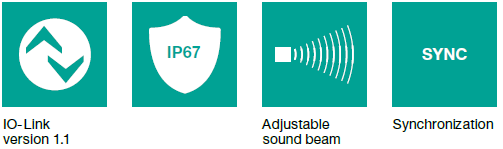 IP67
SYNC
IO-Link
version 1.1
Adjustable
sound beam
Synchronization